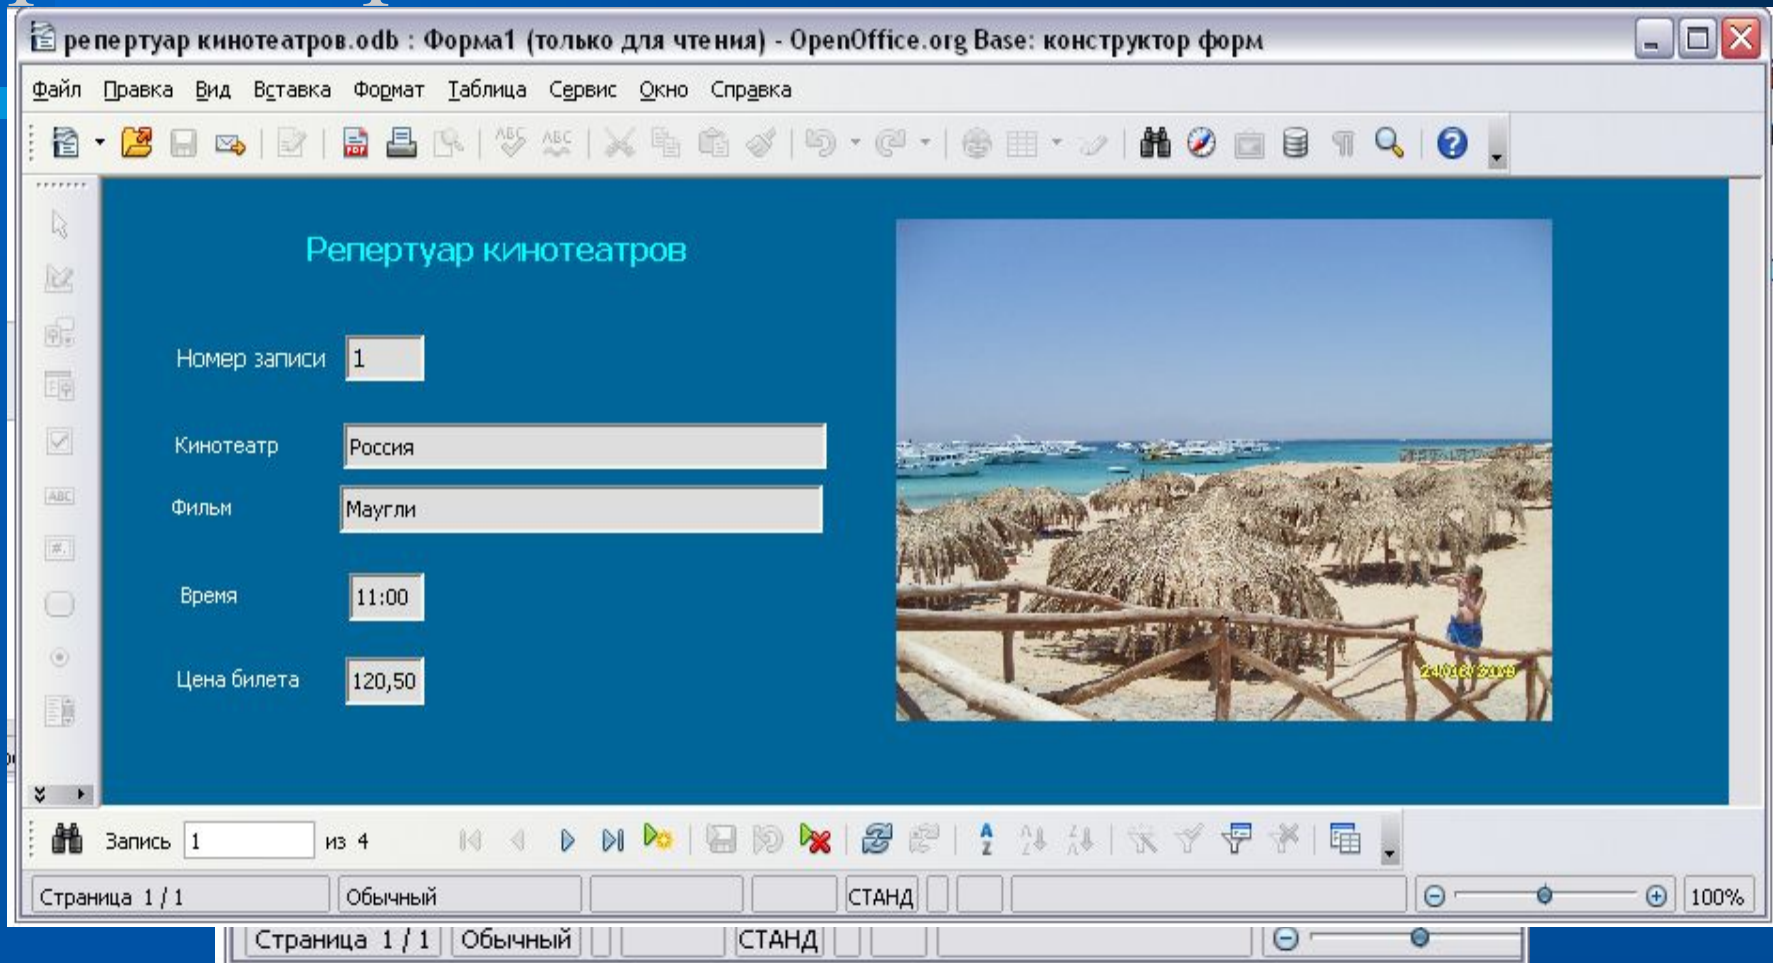 репертуар кинотеатров.odb : Форма1 (только для чтения) - OpenOffice.org Base: конструктор форм
Файл Правка Вид Вставка Формат Таблица Сервис Окно Справка
Репертуар кинотеатров
Номер записи 1
Кинотеатр Россия
Фильм Маугли
Время 11:00
Цена билета 120,50
Запись 1 из 4
Страница 1 / 1 Обычный СТАНД 100%
Страница 1 / 1 Обычный СТАНД